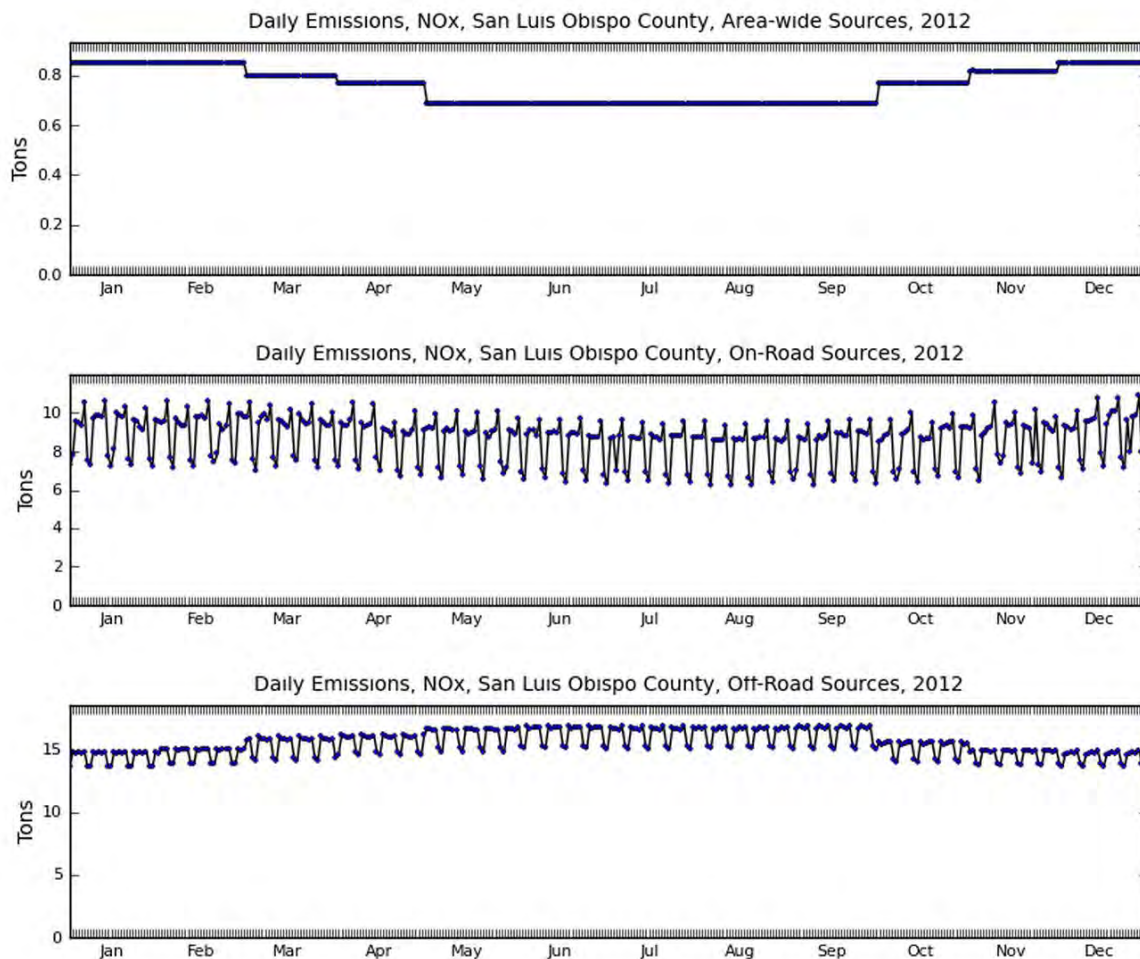 Daily Emissions, NOx, San Luis Obispo County, Area-wide Sources, 2012
0.8
0.6
0.4
0.2
0.0
Tons
Jan Feb Mar Apr May Jun Jul Aug Sep Oct Nov Dec
Daily Emissions, NOx, San Luis Obispo County, On-Road Sources, 2012
10
8
6
4
2
0
Tons
Jan Feb Mar Apr May Jun Jul Aug Sep Oct Nov Dec
Daily Emissions, NOx, San Luis Obispo County, Off-Road Sources, 2012
15
10
5
0
Tons
Jan Feb Mar Apr May Jun Jul Aug Sep Oct Nov Dec